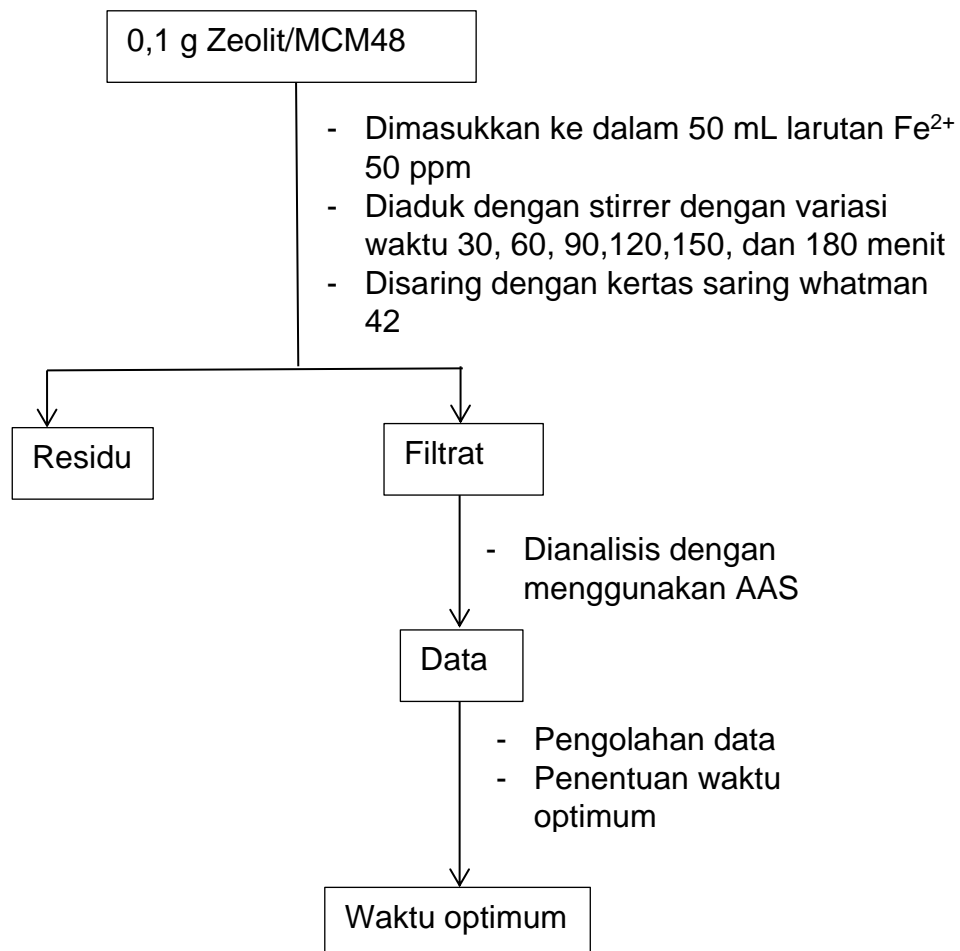 0,1 g Zeolit/MCM48
- Dimasukkan ke dalam 50 mL larutan Fe²⁺
50 ppm
- Diaduk dengan stirrer dengan variasi
waktu 30, 60, 90,120,150, dan 180 menit
- Disaring dengan kertas saring whatman
42
Residu
Filtrat
- Dianalisis dengan
menggunakan AAS
Data
- Pengolahan data
- Penentuan waktu
optimum
Waktu optimum